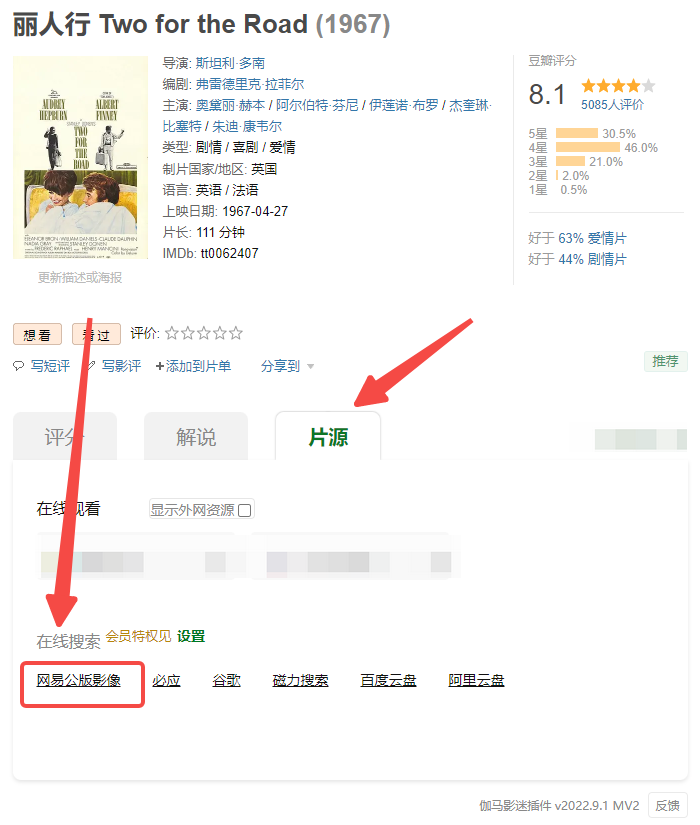 丽人行 Two for the Road (1967)
AUDREY HEPBURN
ALBERT FINNEY
TWO FOR THE ROAD
更新描述或海报
导演: 斯坦利·多南
编剧: 弗雷德里克·拉菲尔
主演: 奥黛丽·赫本 / 阿尔伯特·芬尼 / 伊莲诺·布罗 / 杰奎琳·
比塞特 / 朱迪·康韦尔
类型: 剧情 / 喜剧 / 爱情
制片国家/地区: 英国
语言: 英语 / 法语
上映日期: 1967-04-27
片长: 111 分钟
IMDb: tt0062407
豆瓣评分
8.1
5085人评价
5星 30.5%
4星 46.0%
3星 21.0%
2星 2.0%
1星 0.5%
好于 63% 爱情片
好于 44% 剧情片
想看 看过 评价:
写短评 写影评 +添加到片单 分享到
推荐
评分 解说 片源
在线观看 显示外网资源
在线搜索 会员特权见 设置
网易公版影像 必应 谷歌 磁力搜索 百度云盘 阿里云盘
伽马影迷插件 v2022.9.1 MV2 反馈